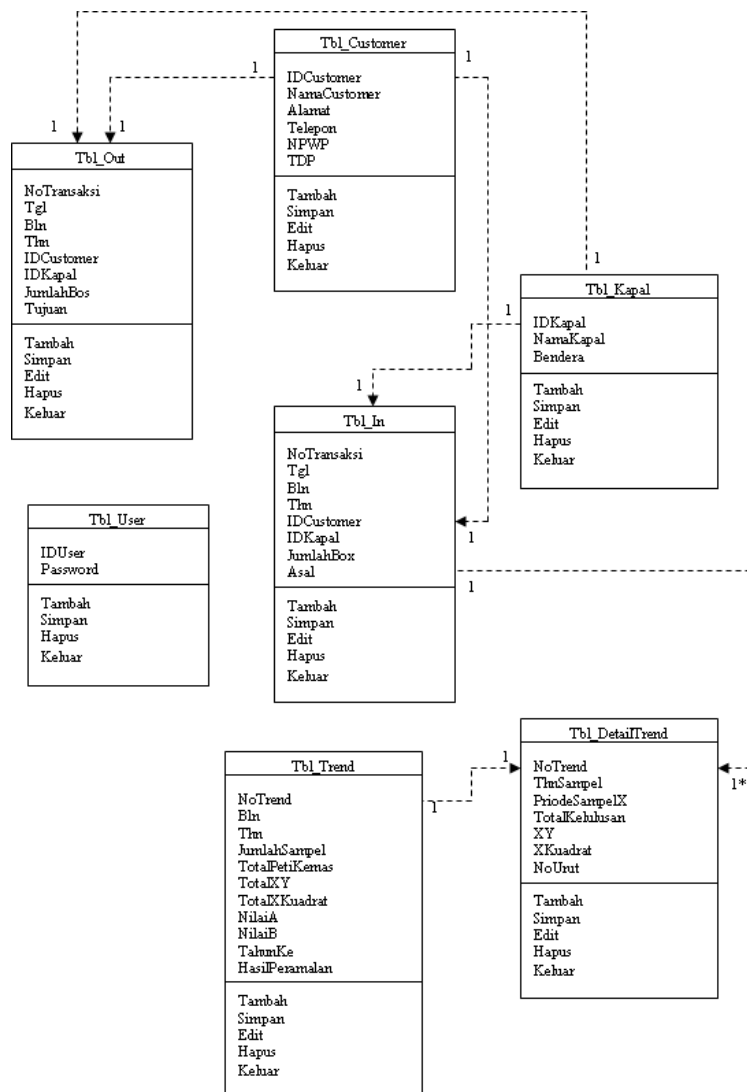 Tbl_Customer
IDCustomer
NamaCustomer
Alamat
Telepon
NPWP
TDP
Tambah
Simpan
Edit
Hapus
Keluar
1
1
1
1
Tbl_Out
NoTransaksi
Tgl
Bln
Thn
IDCustomer
IDKapal
JumlahBos
Tujuan
Tambah
Simpan
Edit
Hapus
Keluar
1
1
Tbl_Kapal
IDKapal
NamaKapal
Bendera
Tambah
Simpan
Edit
Hapus
Keluar
1
Tbl_In
NoTransaksi
Tgl
Bln
Thn
IDCustomer
IDKapal
JumlahBox
Asal
Tambah
Simpan
Edit
Hapus
Keluar
1
1
Tbl_User
IDUser
Password
Tambah
Simpan
Hapus
Keluar
Tbl_Trend
NoTrend
Bln
Thn
JumlahSampel
TotalPetiKemas
TotalXY
TotalXKuadrat
NilaiA
NilaiB
TahunKe
HasilPeramalan
Tambah
Simpan
Edit
Hapus
Keluar
1
1
Tbl_DetailTrend
NoTrend
ThnSampel
PriodeSampelX
TotalKelulusan
XY
XKuadrat
NoUrut
Tambah
Simpan
Edit
Hapus
Keluar
1*